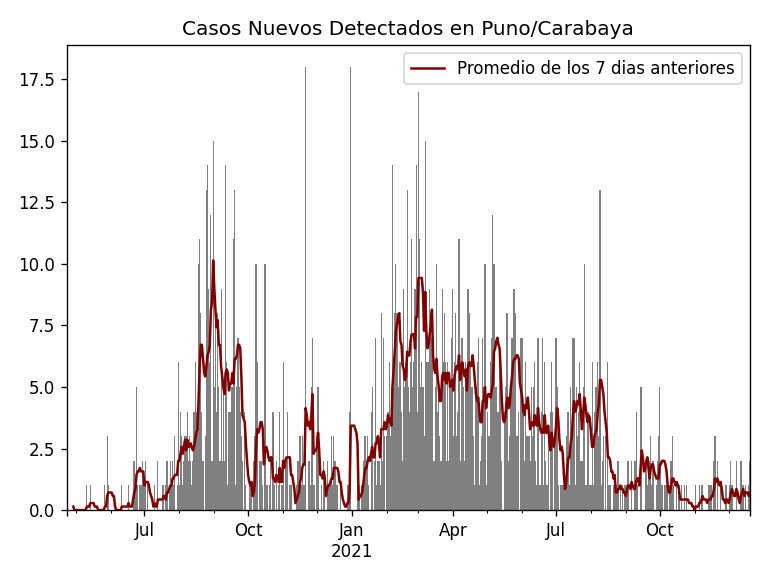 Casos Nuevos Detectados en Puno/Carabaya
Promedio de los 7 dias anteriores
17.5
15.0
12.5
10.0
7.5
5.0
2.5
0.0
Jul
Oct
Jan
2021
Apr
Jul
Oct